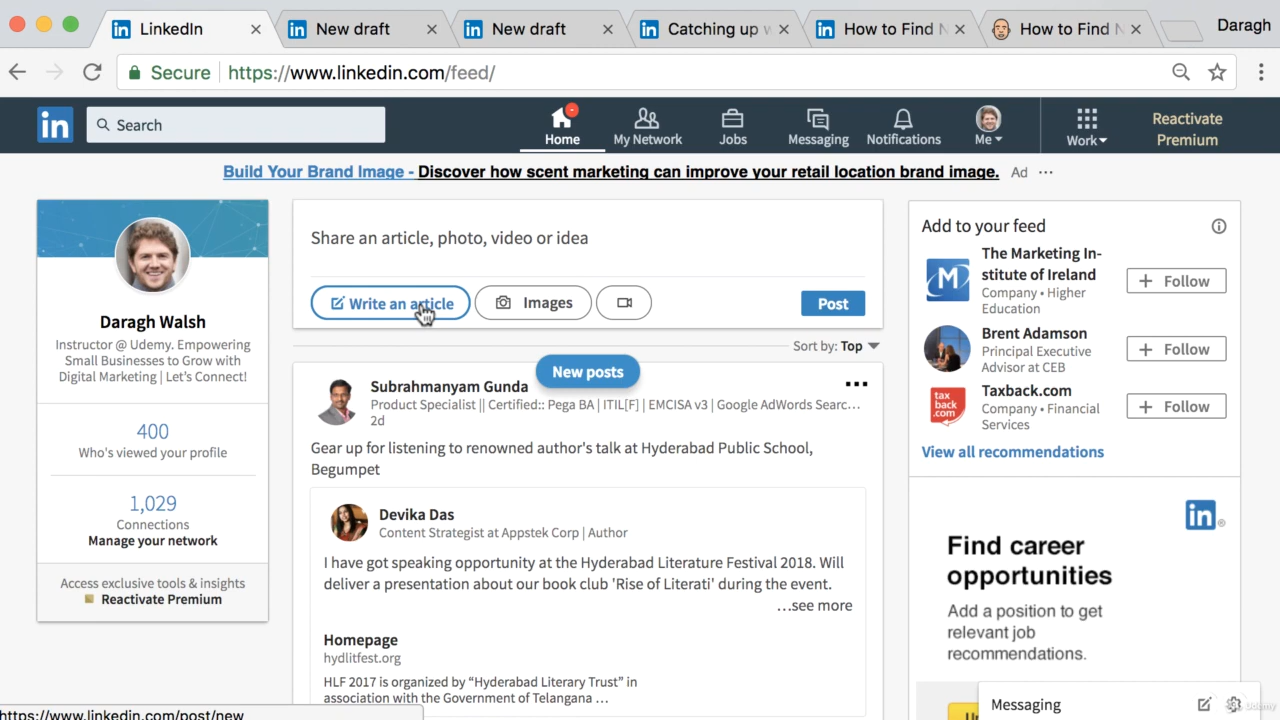 LinkedIn
New draft
New draft
Catching up w
How to Find N
How to Find N
Daragh
Secure
https://www.linkedin.com/feed/
in
Search
Home
My Network
Jobs
Messaging
Notifications
Me
Work
Reactivate
Premium
Build Your Brand Image - Discover how scent marketing can improve your retail location brand image. Ad ···
Daragh Walsh
Instructor @ Udemy. Empowering
Small Businesses to Grow with
Digital Marketing | Let's Connect!
400
Who's viewed your profile
1,029
Connections
Manage your network
Access exclusive tools & insights
Reactivate Premium
Share an article, photo, video or idea
Write an article
Images
Post
Sort by: Top
New posts
Subrahmanyam Gunda
Product Specialist || Certified:: Pega BA | ITIL[F] | EMCISA v3 | Google AdWords Searc…
2d
Gear up for listening to renowned author's talk at Hyderabad Public School,
Begumpet
Devika Das
Content Strategist at Appstek Corp | Author
I have got speaking opportunity at the Hyderabad Literature Festival 2018. Will
deliver a presentation about our book club 'Rise of Literati' during the event.
…see more
Homepage
hydlitfest.org
HLF 2017 is organized by “Hyderabad Literary Trust” in
association with the Government of Telangana …
Add to your feed
The Marketing In-
stitute of Ireland
Company • Higher
Education
+ Follow
Brent Adamson
Principal Executive
Advisor at CEB
+ Follow
tax
back
.com
Taxback.com
Company • Financial
Services
+ Follow
View all recommendations
in
Find career
opportunities
Add a position to get
relevant job
recommendations.
Messaging
Udemy
https://www.linkedin.com/post/new